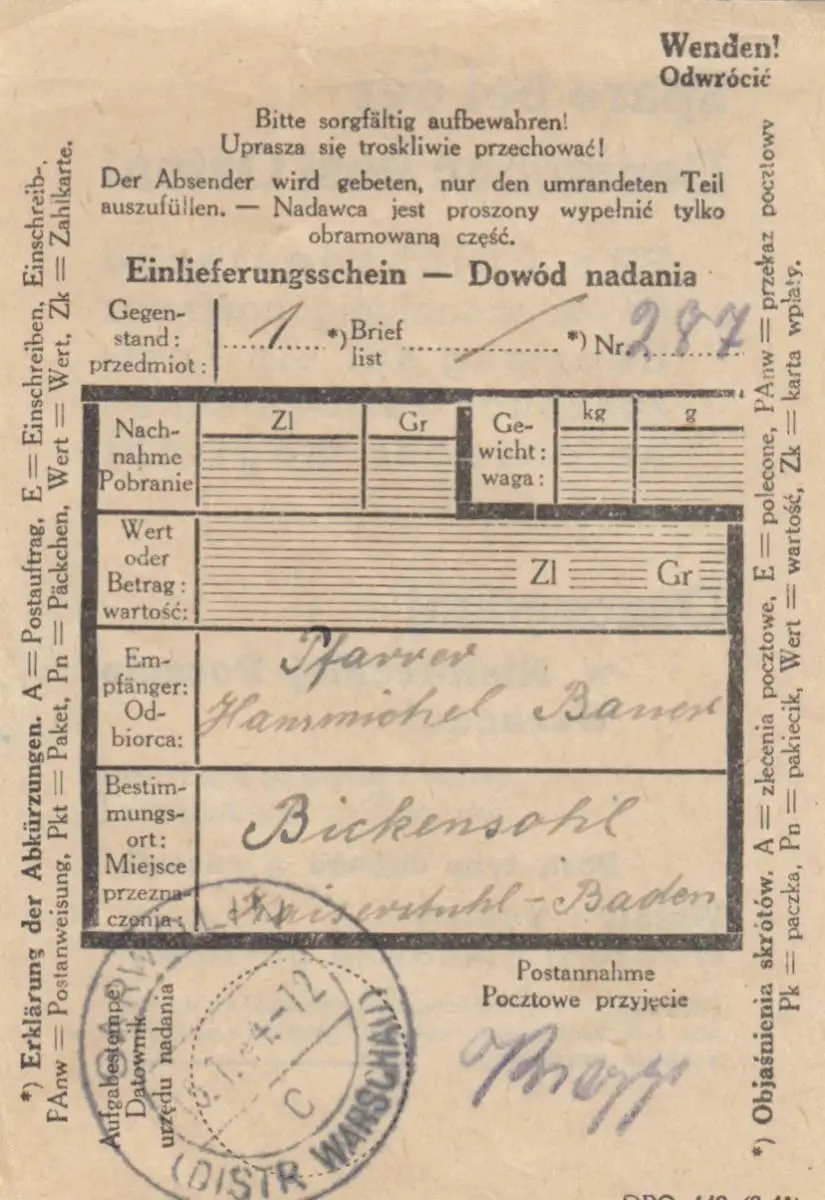 Wenden!
Odwrócić
Bitte sorgfältig aufbewahren!
Uprasza się troskliwie przechować!
Der Absender wird gebeten, nur den umrandeten Teil
auszufüllen. — Nadawca jest proszony wypełnić tylko
obramowaną część.
Einlieferungsschein — Dowód nadania
Gegen-
stand:
przedmiot:
1 *) Brief
list
*) Nr. 287
Nach-
nahme
Pobranie
Zl
Gr
Ge-
wicht:
waga:
kg
g
Wert
oder
Betrag:
wartość:
Zl
Gr
Em-
pfänger:
Od-
biorca:
Pfarrer
Hansmichel Bauer
Bestim-
mungs-
ort:
Miejsce
przezna-
czenia:
Bickensohl
Kaiserstuhl - Baden
Aufgabestempel
Datownik
urzędu nadania
C
(DISTR. WARSCHAU)
Postannahme
Pocztowe przyjęcie
*) Erklärung der Abkürzungen. A = Postauftrag, E = Einschreiben, Einschreib-,
PAnw = Postanweisung, Pkt = Paket, Pn = Päckchen, Wert = Wert, Zk = Zahlkarte.
*) Objaśnienia skrótów. A = zlecenia pocztowe, E = polecone, PAnw = przekaz pocztowy
Pk = paczka, Pn = pakiecik, Wert = wartość, Zk = karta wpłaty.